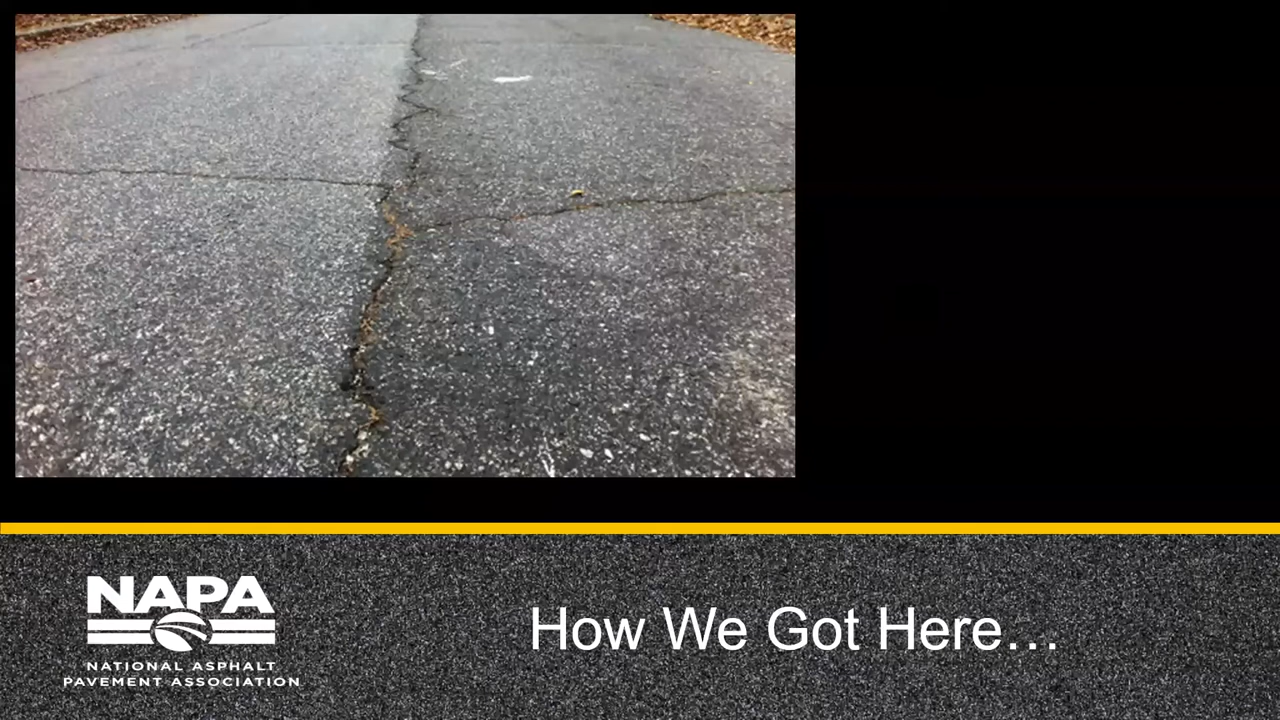 NAPA
NATIONAL ASPHALT
PAVEMENT ASSOCIATION
How We Got Here…